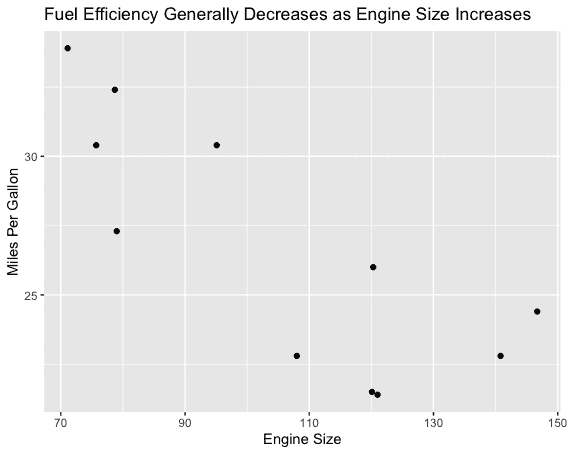 Fuel Efficiency Generally Decreases as Engine Size Increases
Miles Per Gallon
30
25
70 90 110 130 150
Engine Size